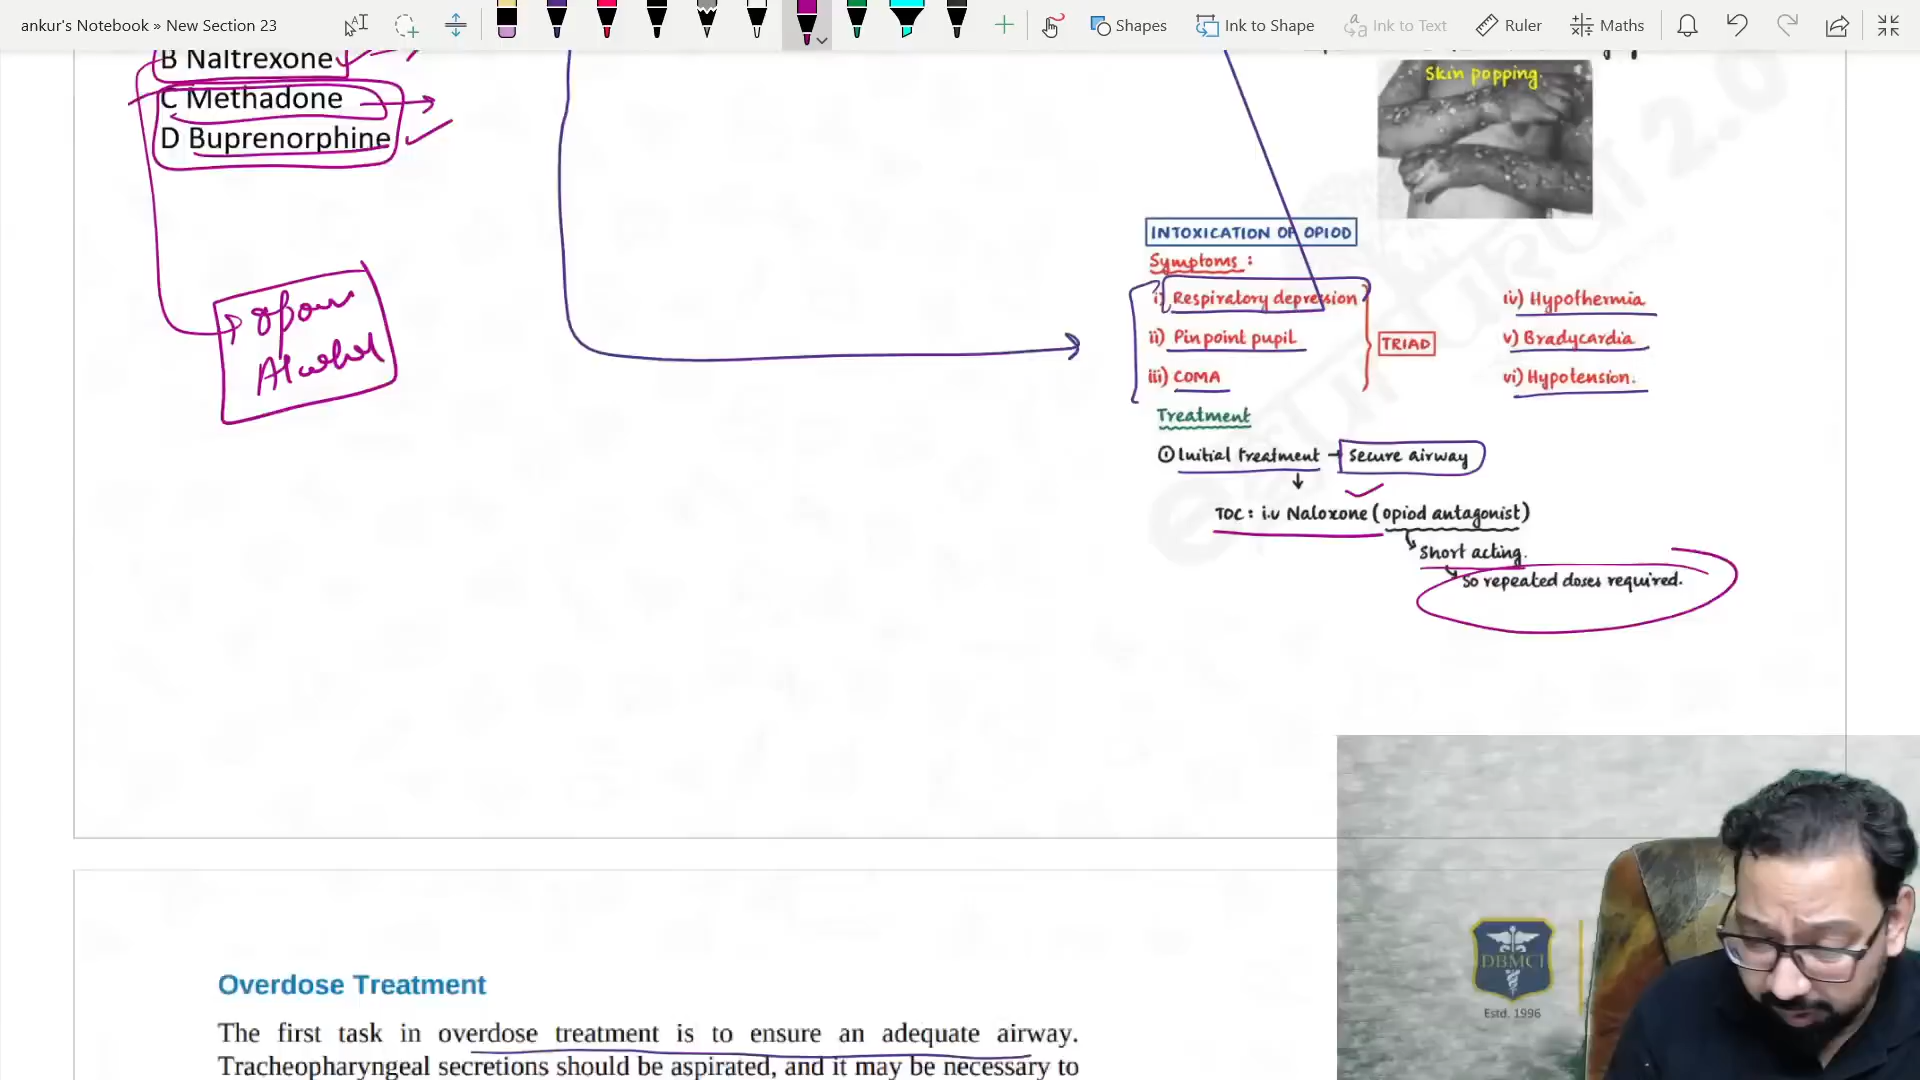 ankur's Notebook » New Section 23
Shapes
Ink to Shape
Ink to Text
Ruler
Maths
B Naltrexone
C Methadone
D Buprenorphine
Alcohol
Skin popping.
INTOXICATION OF OPIOD
Symptoms :
i) Respiratory depression
ii) Pin point pupil
iii) COMA
TRIAD
iv) Hypothermia
v) Bradycardia
vi) Hypotension.
Treatment
① Initial treatment → Secure airway
↓
TOC: i.v Naloxone (opiod antagonist)
Short acting.
So repeated doses required.
Overdose Treatment
The first task in overdose treatment is to ensure an adequate airway.
Tracheopharyngeal secretions should be aspirated, and it may be necessary to
DBMCI
Estd. 1996